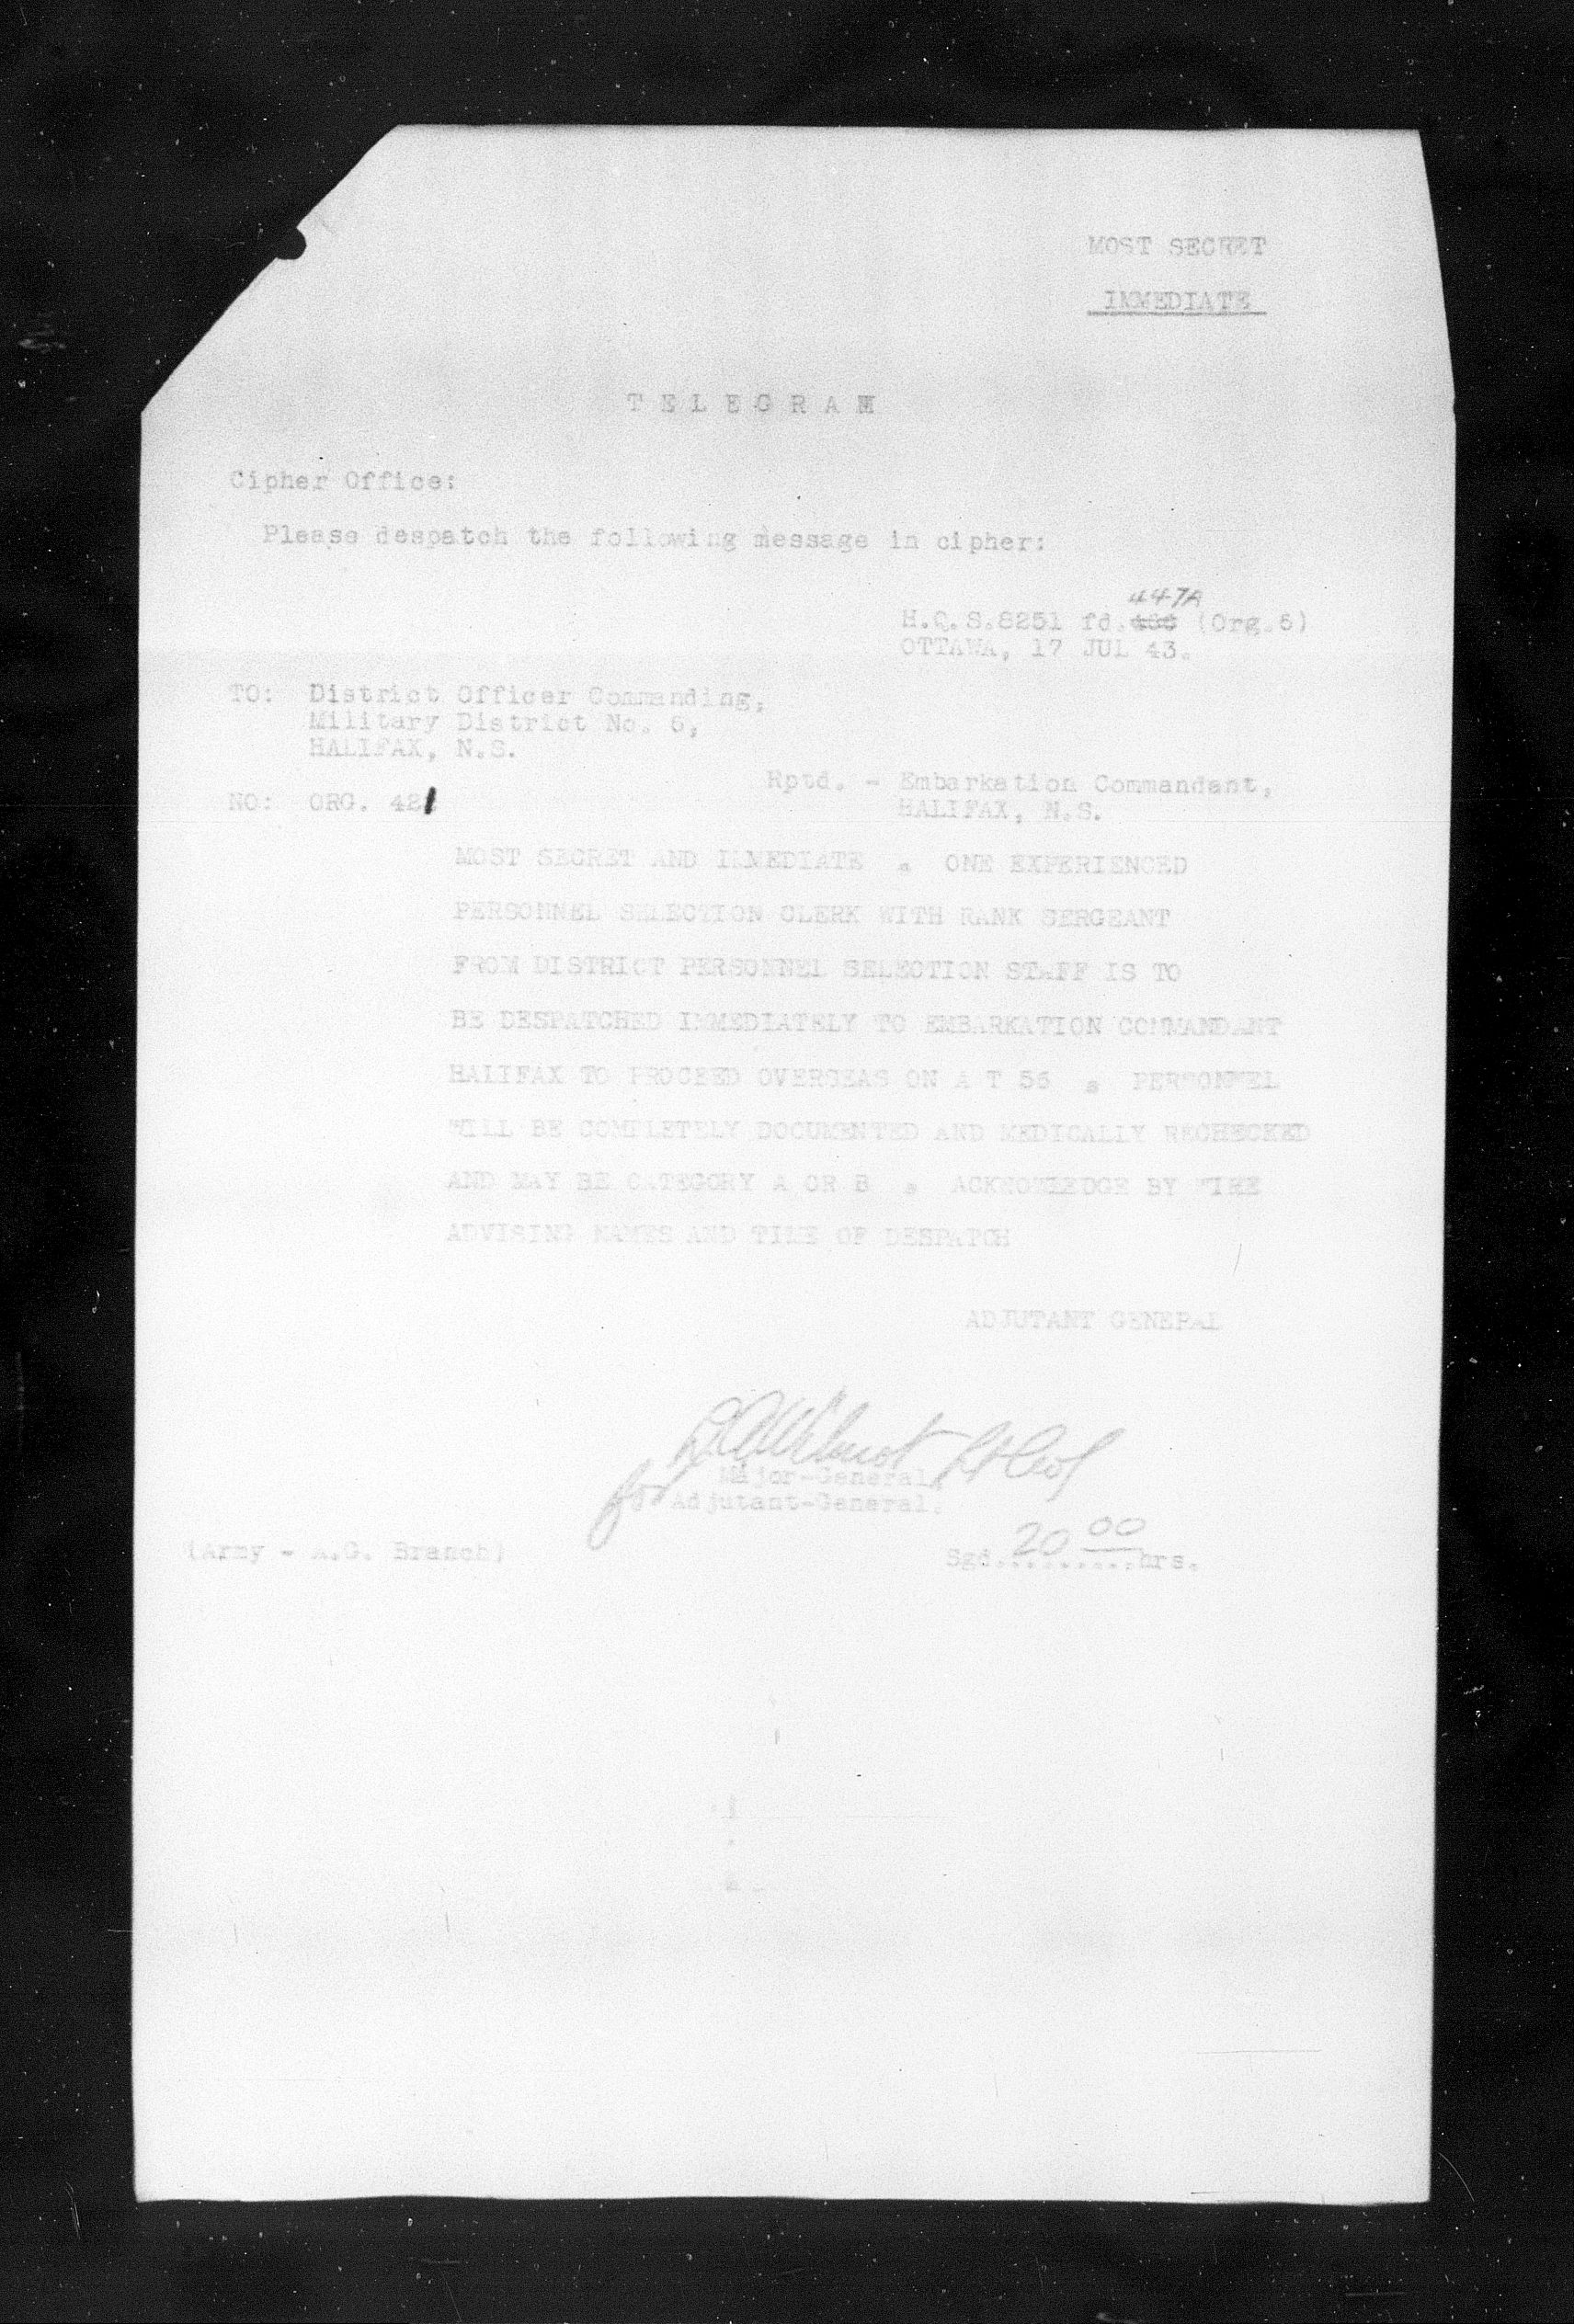 MOST SECRET
IMMEDIATE
TELEGRAM
Cipher Office:
Please despatch the following message in cipher:
447A
H.Q.S.8251 fd. (Org.6)
OTTAWA, 17 JUL 43.
TO: District Officer Commanding,
Military District No. 6,
HALIFAX, N.S.
Rptd. - Embarkation Commandant,
HALIFAX, N.S.
NO: ORG. 421
MOST SECRET AND IMMEDIATE . ONE EXPERIENCED
PERSONNEL SELECTION CLERK WITH RANK SERGEANT
FROM DISTRICT PERSONNEL SELECTION STAFF IS TO
BE DESPATCHED IMMEDIATELY TO EMBARKATION COMMANDANT
HALIFAX TO PROCEED OVERSEAS ON A T 56 . PERSONNEL
WILL BE COMPLETELY DOCUMENTED AND MEDICALLY RECHECKED
AND MAY BE CATEGORY A OR B . ACKNOWLEDGE BY WIRE
ADVISING NAMES AND TIME OF DESPATCH
ADJUTANT GENERAL
Lt Col
Major-General,
for Adjutant-General.
(Army - A.G. Branch)
Sgd. 20 00 hrs.